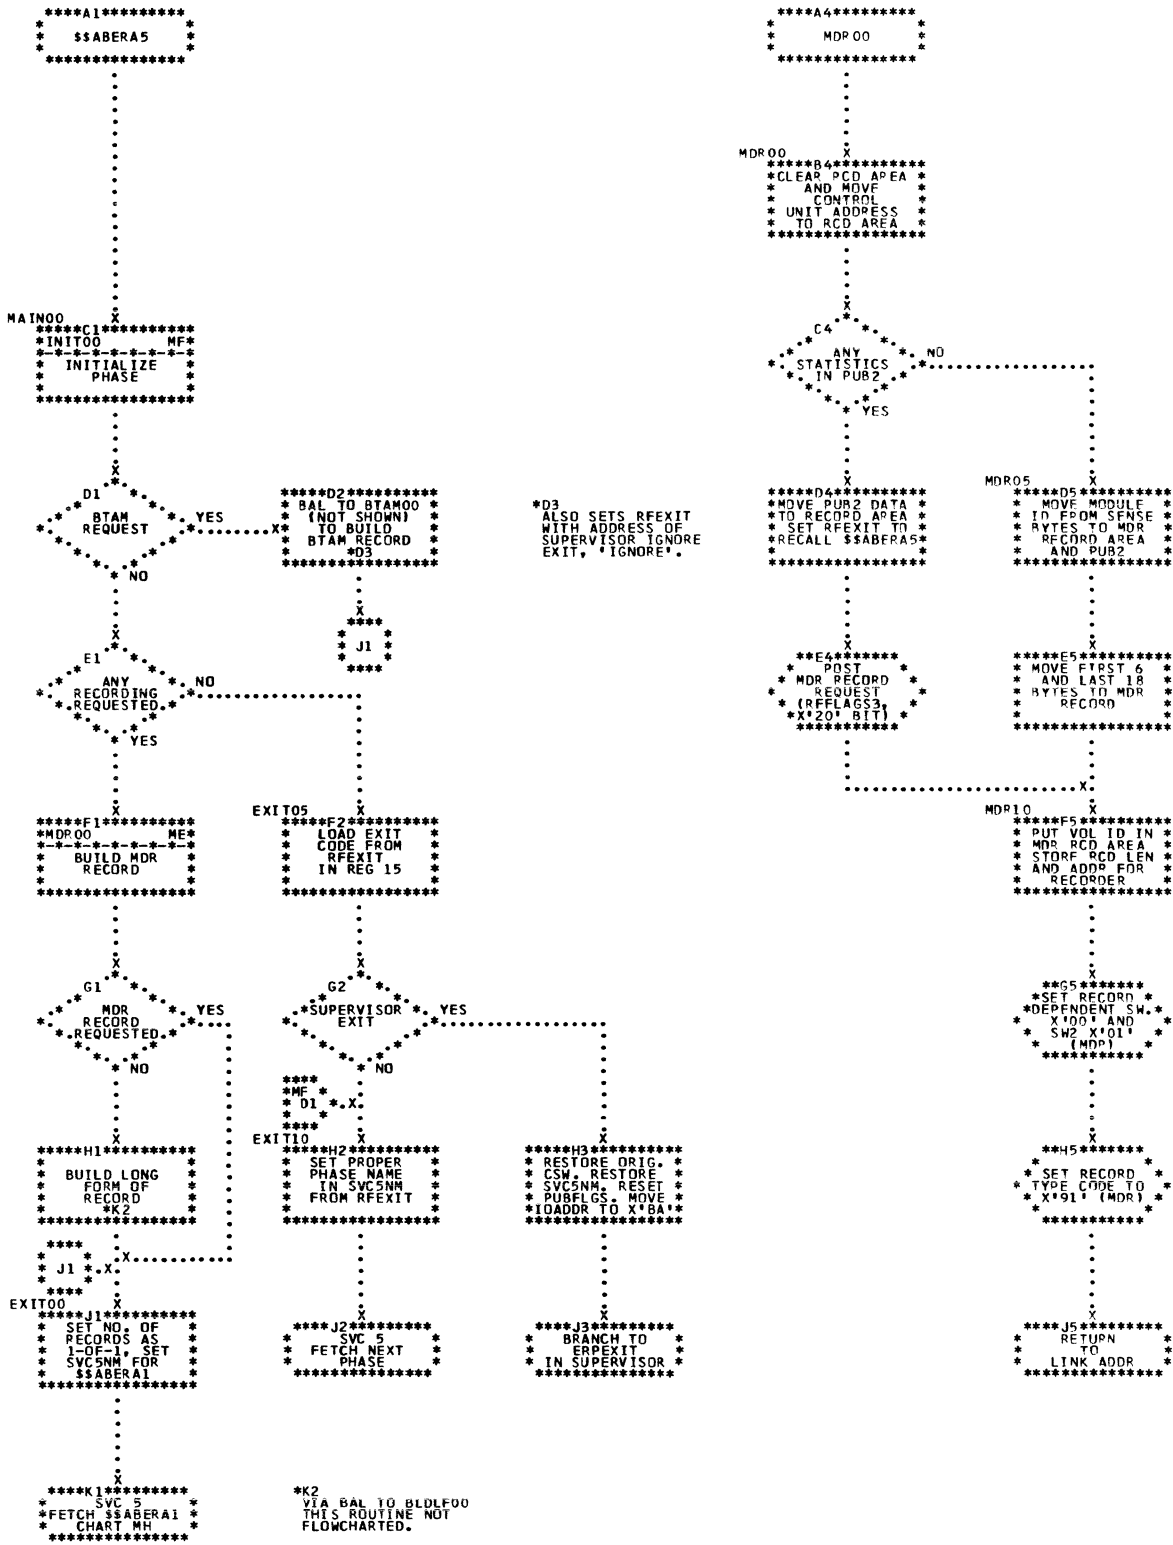 A1
$$ABERA5
MAIN00
C1
INIT00 MF
INITIALIZE
PHASE
D1
BTAM
REQUEST
YES
NO
D2
BAL TO BTAM00
(NOT SHOWN)
TO BUILD
BTAM RECORD
*D3
J1
*D3
ALSO SETS RFEXIT
WITH ADDRESS OF
SUPERVISOR IGNORE
EXIT, 'IGNORE'.
E1
ANY
RECORDING
REQUESTED
NO
YES
F1
MDR00 ME
BUILD MDR
RECORD
EXIT05
F2
LOAD EXIT
CODE FROM
RFEXIT
IN REG 15
G1
MDR
RECORD
REQUESTED
YES
NO
G2
SUPERVISOR
EXIT
YES
NO
MF
D1
H1
BUILD LONG
FORM OF
RECORD
*K2
EXIT10
H2
SET PROPER
PHASE NAME
IN SVC5NM
FROM RFEXIT
H3
RESTORE ORIG.
CSW. RESTORE
SVC5NM. RESET
PUBFLGS. MOVE
IOADDR TO X'BA'
J1
EXIT00
J1
SET NO. OF
RECORDS AS
1-OF-1, SET
SVC5NM FOR
$$ABERA1
J2
SVC 5
FETCH NEXT
PHASE
J3
BRANCH TO
ERPEXIT
IN SUPERVISOR
K1
SVC 5
FETCH $$ABERA1
CHART MH
*K2
VIA BAL TO BLDLF00
THIS ROUTINE NOT
FLOWCHARTED.
A4
MDR00
MDR00
B4
CLEAR RCD AREA
AND MOVE
CONTROL
UNIT ADDRESS
TO RCD AREA
C4
ANY
STATISTICS
IN PUB2
NO
YES
D4
MOVE PUB2 DATA
TO RECORD AREA
SET RFEXIT TO
RECALL $$ABERA5
MDR05
D5
MOVE MODULE
ID FROM SENSE
BYTES TO MDR
RECORD AREA
AND PUB2
E4
POST
MDR RECORD
REQUEST
(RFFLAGS3,
X'20' BIT)
E5
MOVE FIRST 6
AND LAST 18
BYTES TO MDR
RECORD
MDR10
F5
PUT VOL ID IN
MDR RCD AREA
STORE RCD LEN
AND ADDR FOR
RECORDER
G5
SET RECORD
DEPENDENT SW.
X'00' AND
SW2 X'01'
(MDR)
H5
SET RECORD
TYPE CODE TO
X'91' (MDR)
J5
RETURN
TO
LINK ADDR